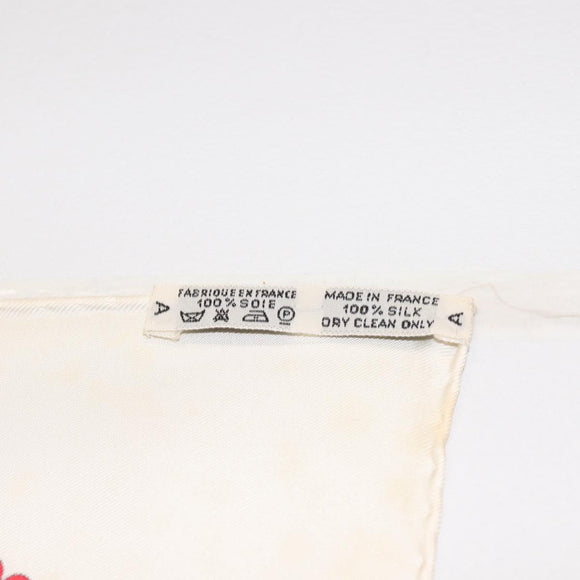 A
FABRIQUE EN FRANCE
100% SOIE
P
MADE IN FRANCE
100% SILK
DRY CLEAN ONLY
A